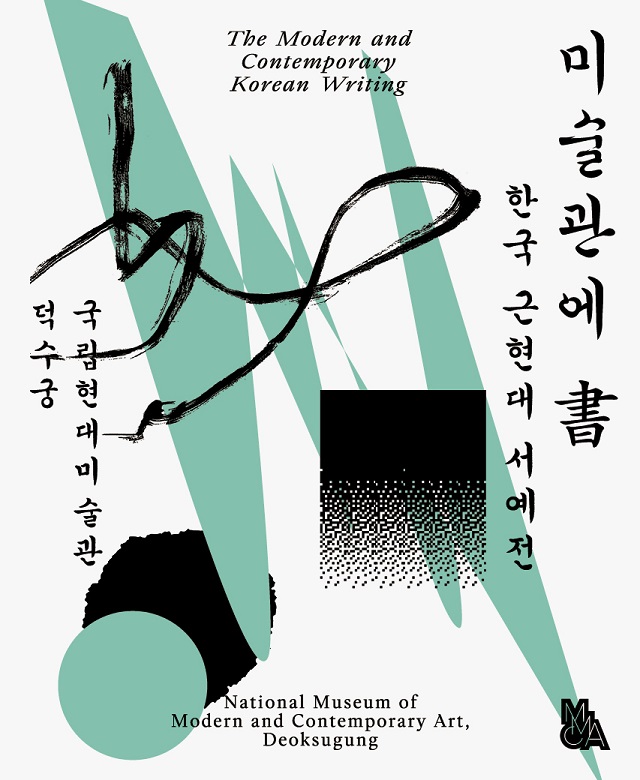 The Modern and
Contemporary
Korean Writing
미술관에 書
한국 근현대 서예전
국립현대미술관
덕수궁
National Museum of
Modern and Contemporary Art,
Deoksugung
MMCA